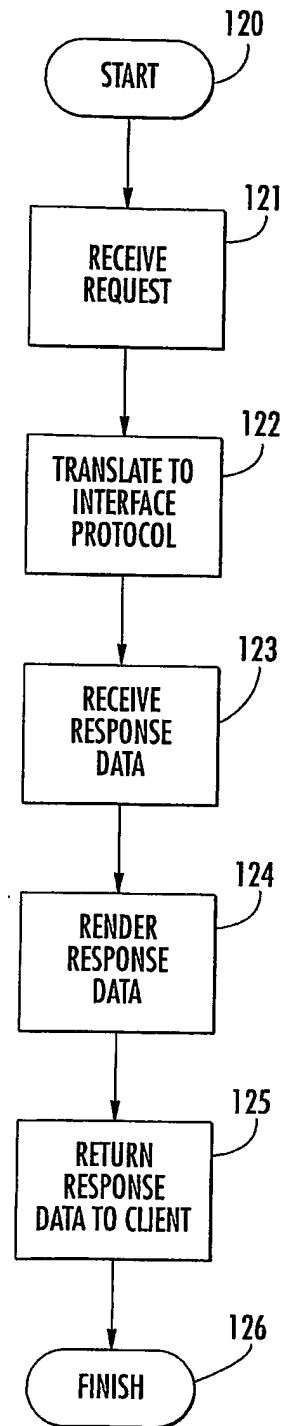 120
START
121
RECEIVE
REQUEST
122
TRANSLATE TO
INTERFACE
PROTOCOL
123
RECEIVE
RESPONSE
DATA
124
RENDER
RESPONSE
DATA
125
RETURN
RESPONSE
DATA TO CLIENT
126
FINISH